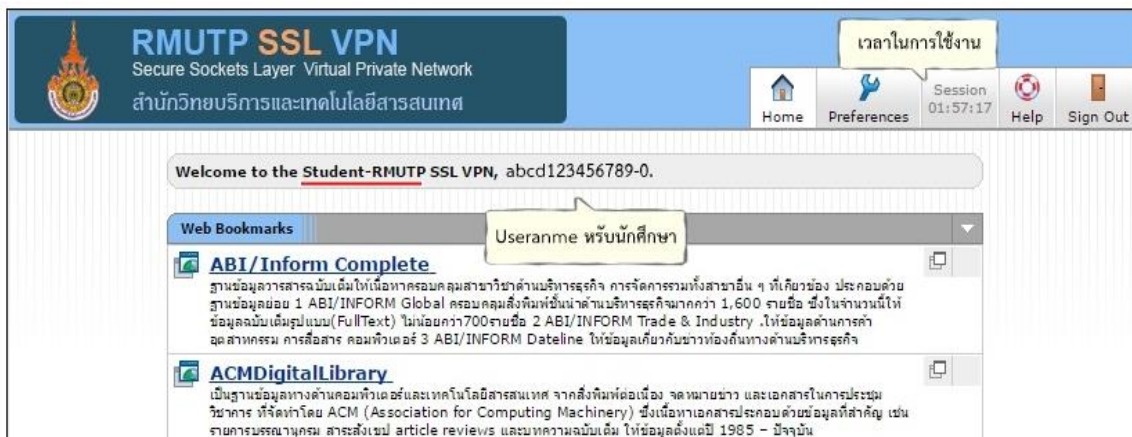 RMUTP SSL VPN
Secure Sockets Layer Virtual Private Network
สำนักวิทยบริการและเทคโนโลยีสารสนเทศ
เวลาในการใช้งาน
Home
Preferences
Session
01:57:17
Help
Sign Out
Welcome to the Student-RMUTP SSL VPN, abcd123456789-0.
Web Bookmarks
Useranme หรับนักศึกษา
ABI/Inform Complete
ฐานข้อมูลวารสารฉบับเต็มให้เนื้อหาครอบคลุมสาขาวิชาด้านบริหารธุรกิจ การจัดการรวมทั้งสาขาอื่น ๆ ที่เกี่ยวข้อง ประกอบด้วย
ฐานข้อมูลย่อย 1 ABI/INFORM Global ครอบคลุมสิ่งพิมพ์ชั้นนำด้านบริหารธุรกิจมากกว่า 1,600 รายชื่อ ซึ่งในจำนวนนี้ให้
ข้อมูลฉบับเต็มรูปแบบ(FullText) ไม่น้อยกว่า700รายชื่อ 2 ABI/INFORM Trade & Industry .ให้ข้อมูลด้านการค้า
อุตสาหกรรม การสื่อสาร คอมพิวเตอร์ 3 ABI/INFORM Dateline ให้ข้อมูลเกี่ยวกับข่าวท้องถิ่นทางด้านบริหารธุรกิจ
ACMDigitalLibrary
เป็นฐานข้อมูลทางด้านคอมพิวเตอร์และเทคโนโลยีสารสนเทศ จากสิ่งพิมพ์ต่อเนื่อง จดหมายข่าว และเอกสารในการประชุม
วิชาการ ที่จัดทำโดย ACM (Association for Computing Machinery) ซึ่งเนื้อหาเอกสารประกอบด้วยข้อมูลที่สำคัญ เช่น
รายการบรรณานุกรม สาระสังเขป article reviews และบทความฉบับเต็ม ให้ข้อมูลตั้งแต่ปี 1985 – ปัจจุบัน